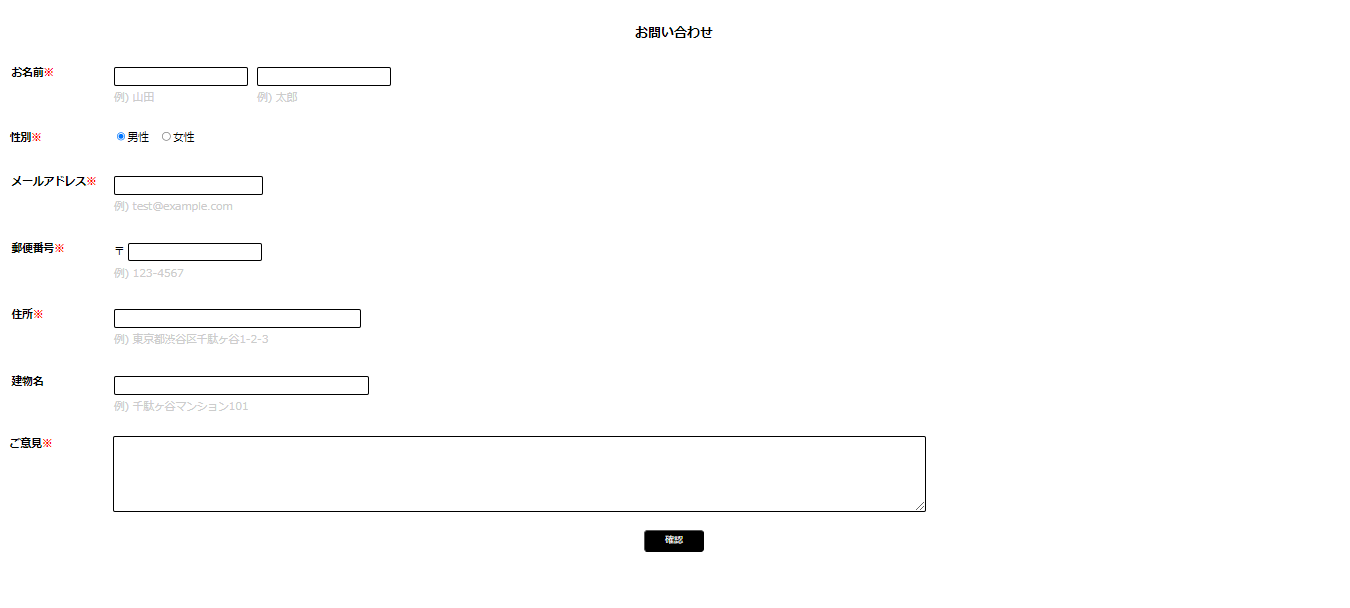 お問い合わせ
お名前※
例) 山田 例) 太郎
性別※ 男性 女性
メールアドレス※
例) test@example.com
郵便番号※ 〒
例) 123-4567
住所※
例) 東京都渋谷区千駄ヶ谷1-2-3
建物名
例) 千駄ヶ谷マンション101
ご意見※
確認